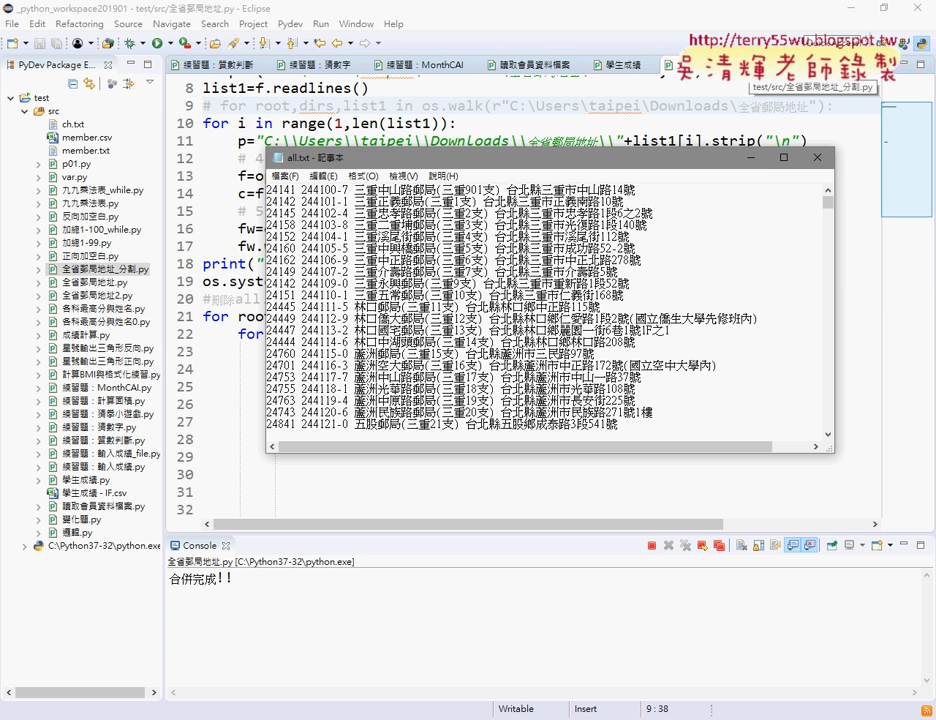 _python_workspace201901 - test/src/全省郵局地址.py - Eclipse
File Edit Refactoring Source Navigate Search Project Pydev Run Window Help
http://terry55wu.blogspot.tw
吳清輝老師錄製
PyDev Package E...
練習題：質數判斷
練習題：猜數字
練習題：MonthCAI
讀取會員資料檔案
學生成績
test/src/全省郵局地址_分割.py
test
src
ch.txt
member.csv
member.txt
p01.py
var.py
九九乘法表_while.py
九九乘法表.py
反向加空白.py
加總1-100_while.py
加總1-99.py
正向加空白.py
全省郵局地址_分割.py
全省郵局地址.py
全省郵局地址2.py
各科最高分與姓名0.py
各科最高分與姓名.py
成績計算.py
星號輸出三角形反向.py
星號輸出三角形.py
計算BMI與格式化練習.py
練習題：MonthCAI.py
練習題：計算面積.py
練習題：猜拳小遊戲.py
練習題：猜數字.py
練習題：質數判斷.py
練習題：輸入成績_file.py
練習題：輸入成績.py
學生成績.py
學生成績 - IF.csv
讀取會員資料檔案.py
變化題.py
邏輯.py
C:\Python37-32\python.exe
8 list1=f.readlines()
9 # for root,dirs,list1 in os.walk(r"C:\Users\taipei\Downloads\全省郵局地址"):
10 for i in range(1,len(list1)):
11 p="C:\\Users\\taipei\\Downloads\\全省郵局地址\\"+list1[i].strip("\n")
12 # 4
13 f=o
14 c=f
15 # 5
16 fw=
17 fw.
18 print("
19 os.syst
20 #刪除all.
21 for roo
22 for
23
24
25
26
27
28
29
30
31
32
all.txt - 記事本
檔案(F) 編輯(E) 格式(O) 檢視(V) 說明(H)
24141 244100-7 三重中山路郵局(三重901支) 台北縣三重市中山路14號
24142 244101-1 三重正義郵局(三重1支) 台北縣三重市正義南路10號
24145 244102-4 三重忠孝路郵局(三重2支) 台北縣三重市忠孝路1段6之2號
24158 244103-8 三重二重埔郵局(三重3支) 台北縣三重市光復路1段140號
24152 244104-1 三重溪尾街郵局(三重4支) 台北縣三重市溪尾街112號
24160 244105-5 三重中興橋郵局(三重5支) 台北縣三重市成功路52-2號
24162 244106-9 三重中正路郵局(三重6支) 台北縣三重市中正北路278號
24149 244107-2 三重介壽路郵局(三重7支) 台北縣三重市介壽路5號
24142 244109-0 三重永興郵局(三重9支) 台北縣三重市重新路1段52號
24151 244110-1 三重五常郵局(三重10支) 台北縣三重市仁義街168號
24445 244111-5 林口郵局(三重11支) 台北縣林口鄉中正路115號
24449 244112-9 林口僑大郵局(三重12支) 台北縣林口鄉仁愛路1段2號(國立僑生大學先修班內)
24447 244113-2 林口國宅郵局(三重13支) 台北縣林口鄉麗園一街6巷1號1F之1
24444 244114-6 林口中湖頭郵局(三重14支) 台北縣林口鄉林口路208號
24760 244115-0 蘆洲郵局(三重15支) 台北縣蘆洲市三民路97號
24701 244116-3 蘆洲空大郵局(三重16支) 台北縣蘆洲市中正路172號(國立空中大學內)
24753 244117-7 蘆洲中山路郵局(三重17支) 台北縣蘆洲市中山一路37號
24755 244118-1 蘆洲光華路郵局(三重18支) 台北縣蘆洲市光華路108號
24763 244119-4 蘆洲中原路郵局(三重19支) 台北縣蘆洲市長安街225號
24743 244120-6 蘆洲民族路郵局(三重20支) 台北縣蘆洲市民族路271號1樓
24841 244121-0 五股郵局(三重21支) 台北縣五股鄉成泰路3段541號
Console
全省郵局地址.py [C:\Python37-32\python.exe]
合併完成!!
Writable Insert 9 : 38